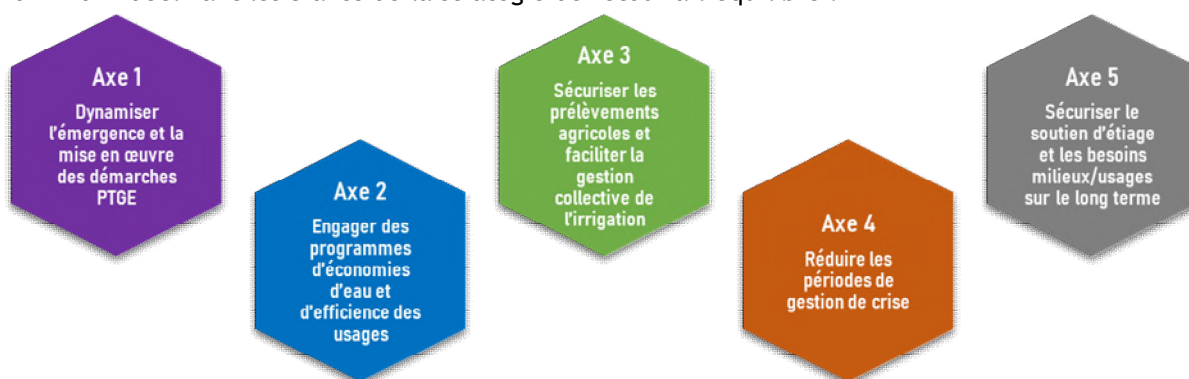 Axe 1
Dynamiser
l'émergence et la
mise en œuvre
des démarches
PTGE
Axe 2
Engager des
programmes
d'économies
d'eau et
d'efficience des
usages
Axe 3
Sécuriser les
prélèvements
agricoles et
faciliter la
gestion
collective de
l'irrigation
Axe 4
Réduire les
périodes de
gestion de crise
Axe 5
Sécuriser le
soutien d'étiage
et les besoins
milieux/usages
sur le long terme